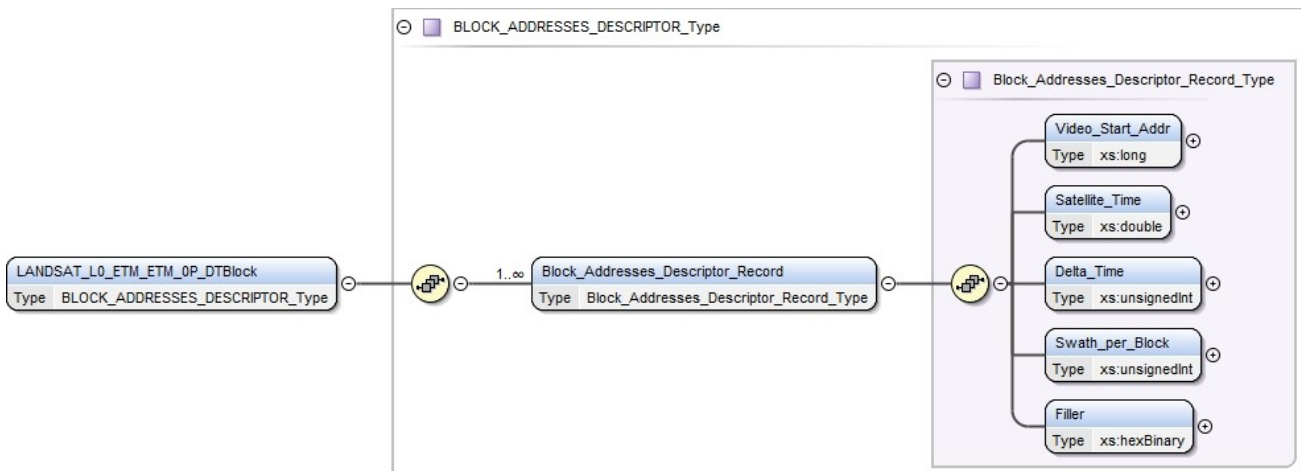 BLOCK_ADDRESSES_DESCRIPTOR_Type
Block_Addresses_Descriptor_Record_Type
Video_Start_Addr
Type xs:long
Satellite_Time
Type xs:double
LANDSAT_L0_ETM_ETM_0P_DTBlock
Type BLOCK_ADDRESSES_DESCRIPTOR_Type
1..∞
Block_Addresses_Descriptor_Record
Type Block_Addresses_Descriptor_Record_Type
Delta_Time
Type xs:unsignedInt
Swath_per_Block
Type xs:unsignedInt
Filler
Type xs:hexBinary